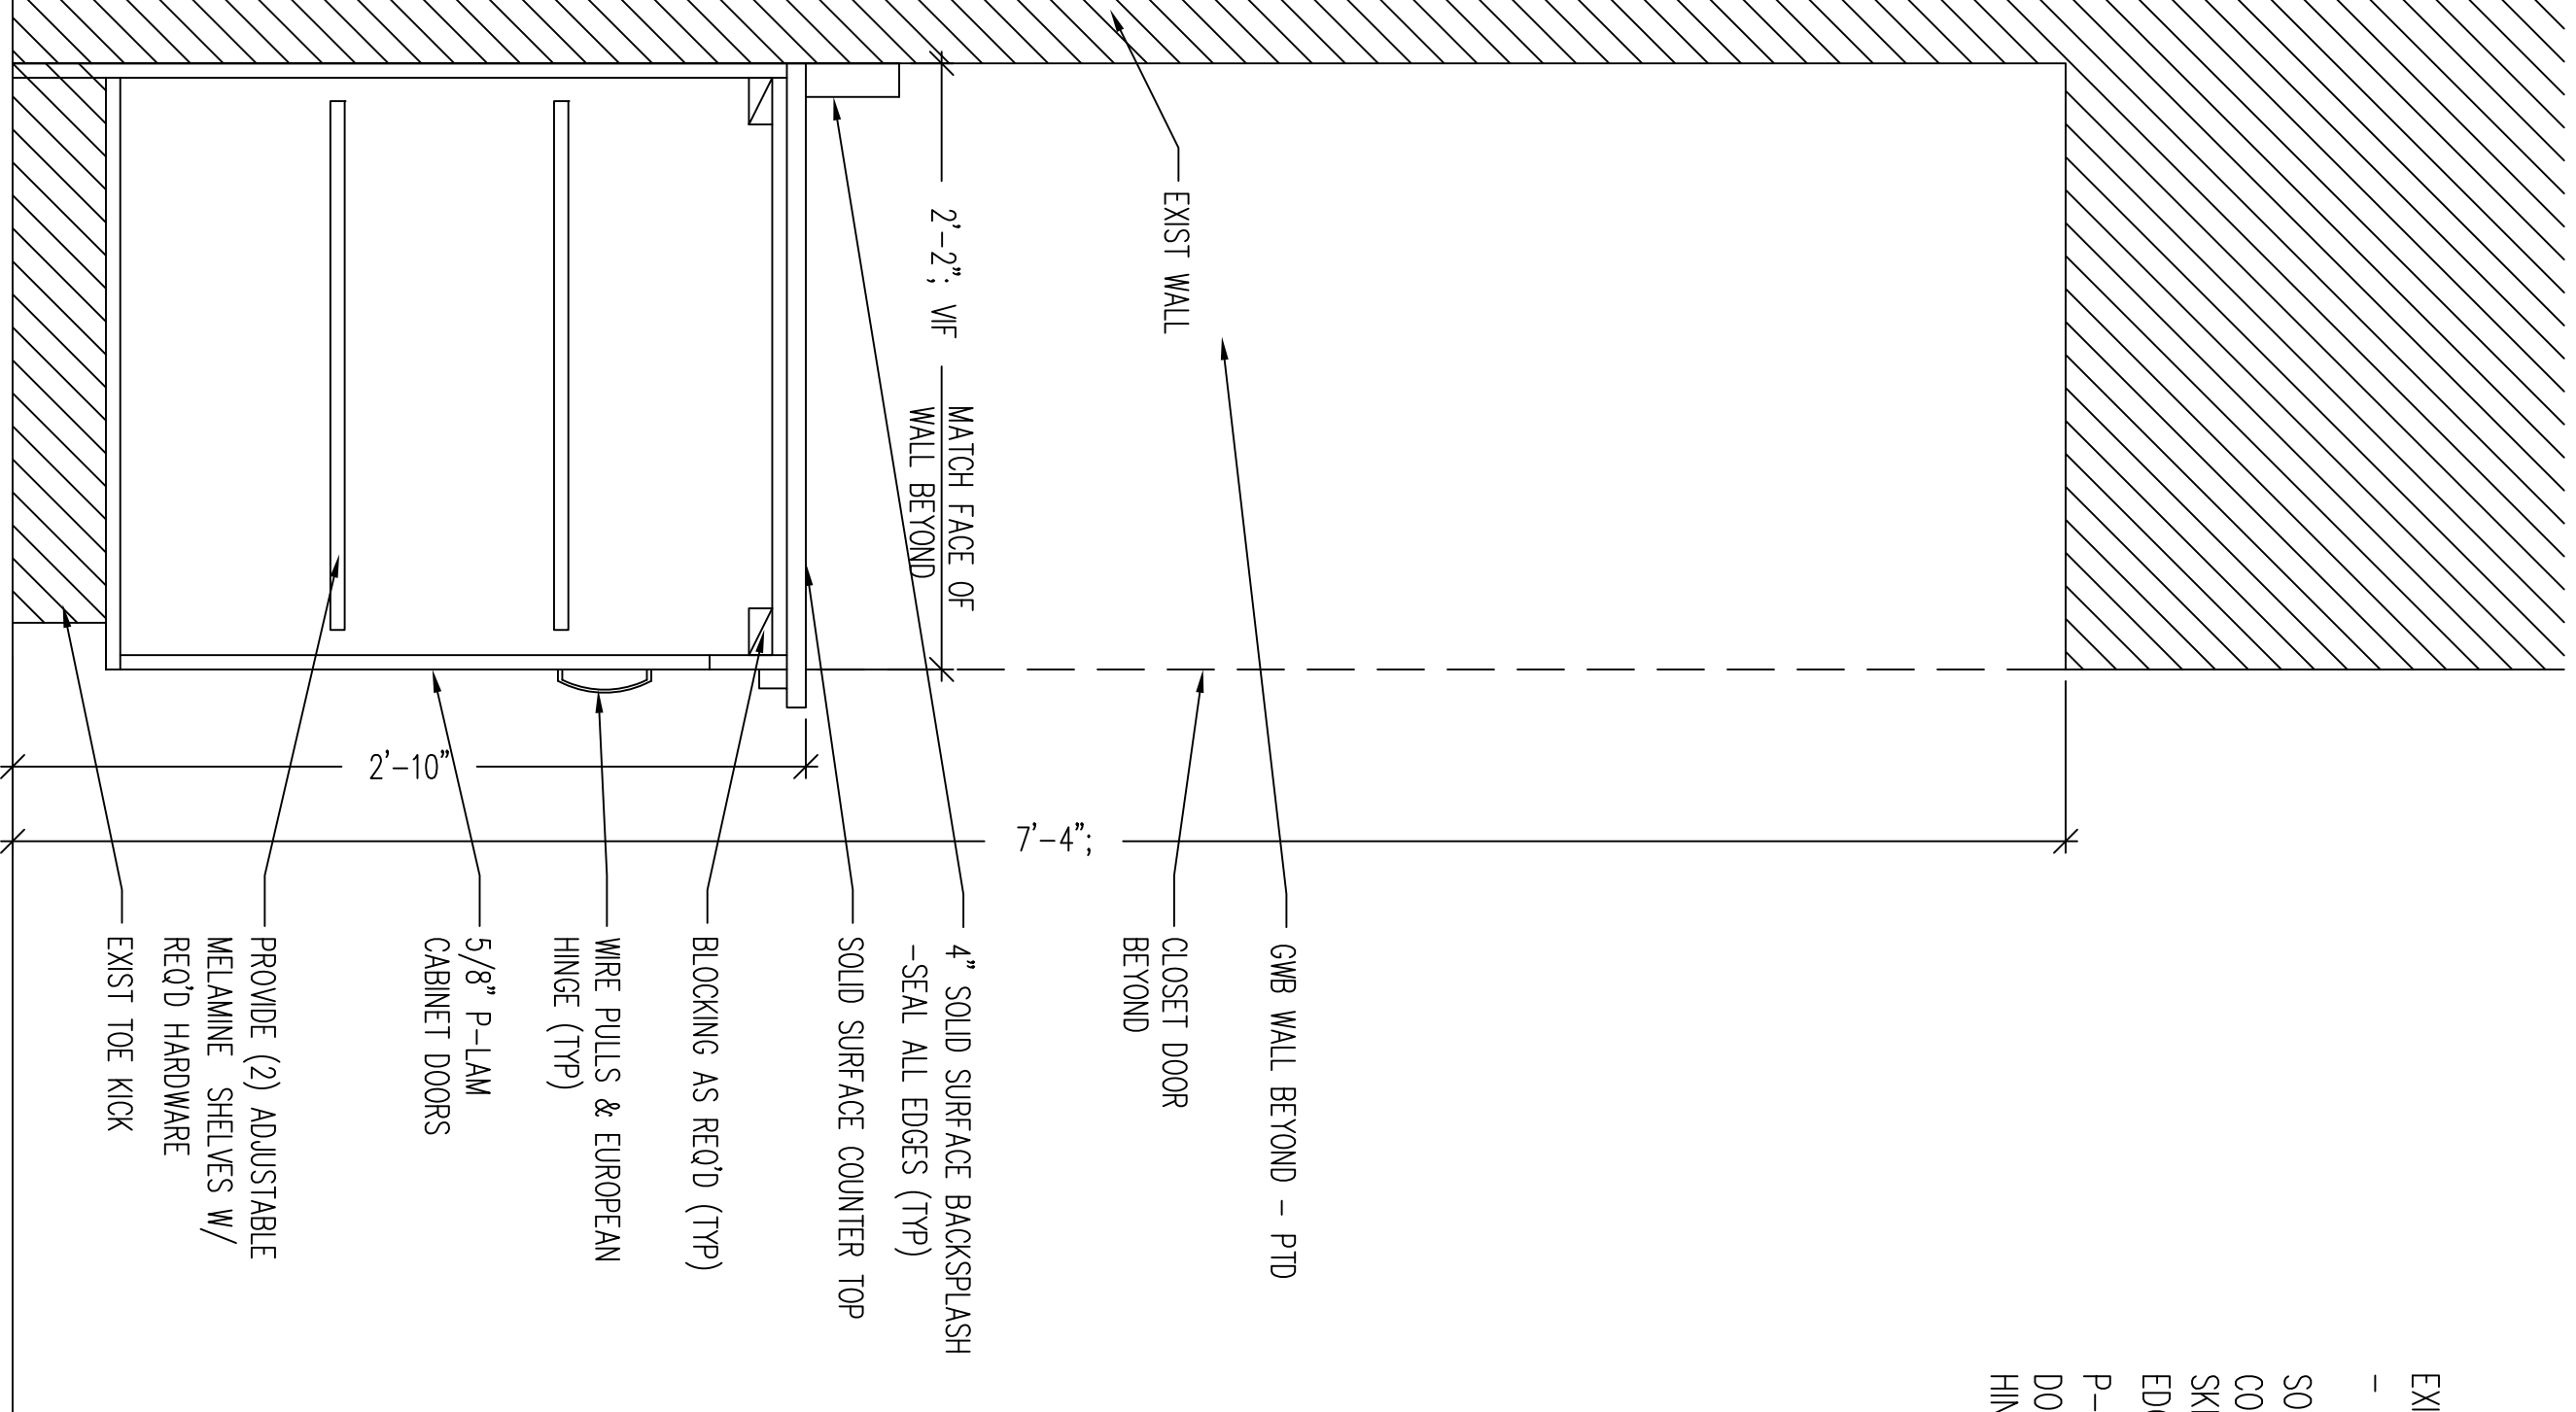 EXIST WALL
GWB WALL BEYOND - PTD
CLOSET DOOR
BEYOND
7'-4";
2'-2"; VIF
MATCH FACE OF
WALL BEYOND
4" SOLID SURFACE BACKSPLASH
-SEAL ALL EDGES (TYP)
SOLID SURFACE COUNTER TOP
BLOCKING AS REQ'D (TYP)
WIRE PULLS & EUROPEAN
HINGE (TYP)
2'-10"
5/8" P-LAM
CABINET DOORS
PROVIDE (2) ADJUSTABLE
MELAMINE SHELVES W/
REQ'D HARDWARE
EXIST TOE KICK